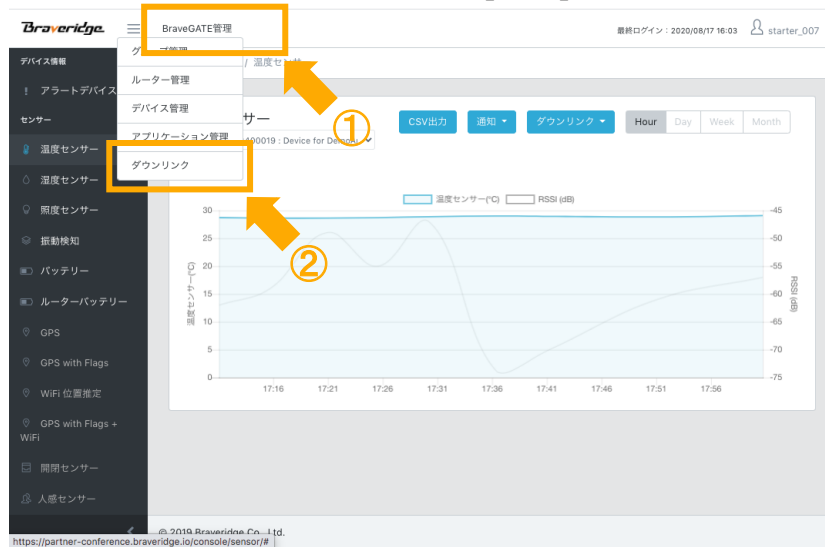 Braveridge
BraveGATE管理
最終ログイン：2020/08/17 16:03
starter_007
デバイス情報
/ 温度セ
ルーター管理
! アラートデバイス
デバイス管理
センサー
アプリケーション管理
ダウンリンク
サー
00019 : Device for
CSV出力
通知
ダウンリンク
Hour
Day
Week
Month
①
②
温度センサー
湿度センサー
照度センサー
振動検知
バッテリー
ルーターバッテリー
GPS
GPS with Flags
WiFi 位置推定
GPS with Flags +
WiFi
開閉センサー
人感センサー
温度センサー(°C)
RSSI (dB)
30
25
20
15
10
5
0
温度センサー(°C)
-45
-50
-55
-60
-65
-70
-75
RSSI (dB)
17:16
17:21
17:26
17:31
17:36
17:41
17:46
17:51
17:56
© 2019 Braveridge Co., Ltd.
https://partner-conference.braveridge.io/console/sensor/#